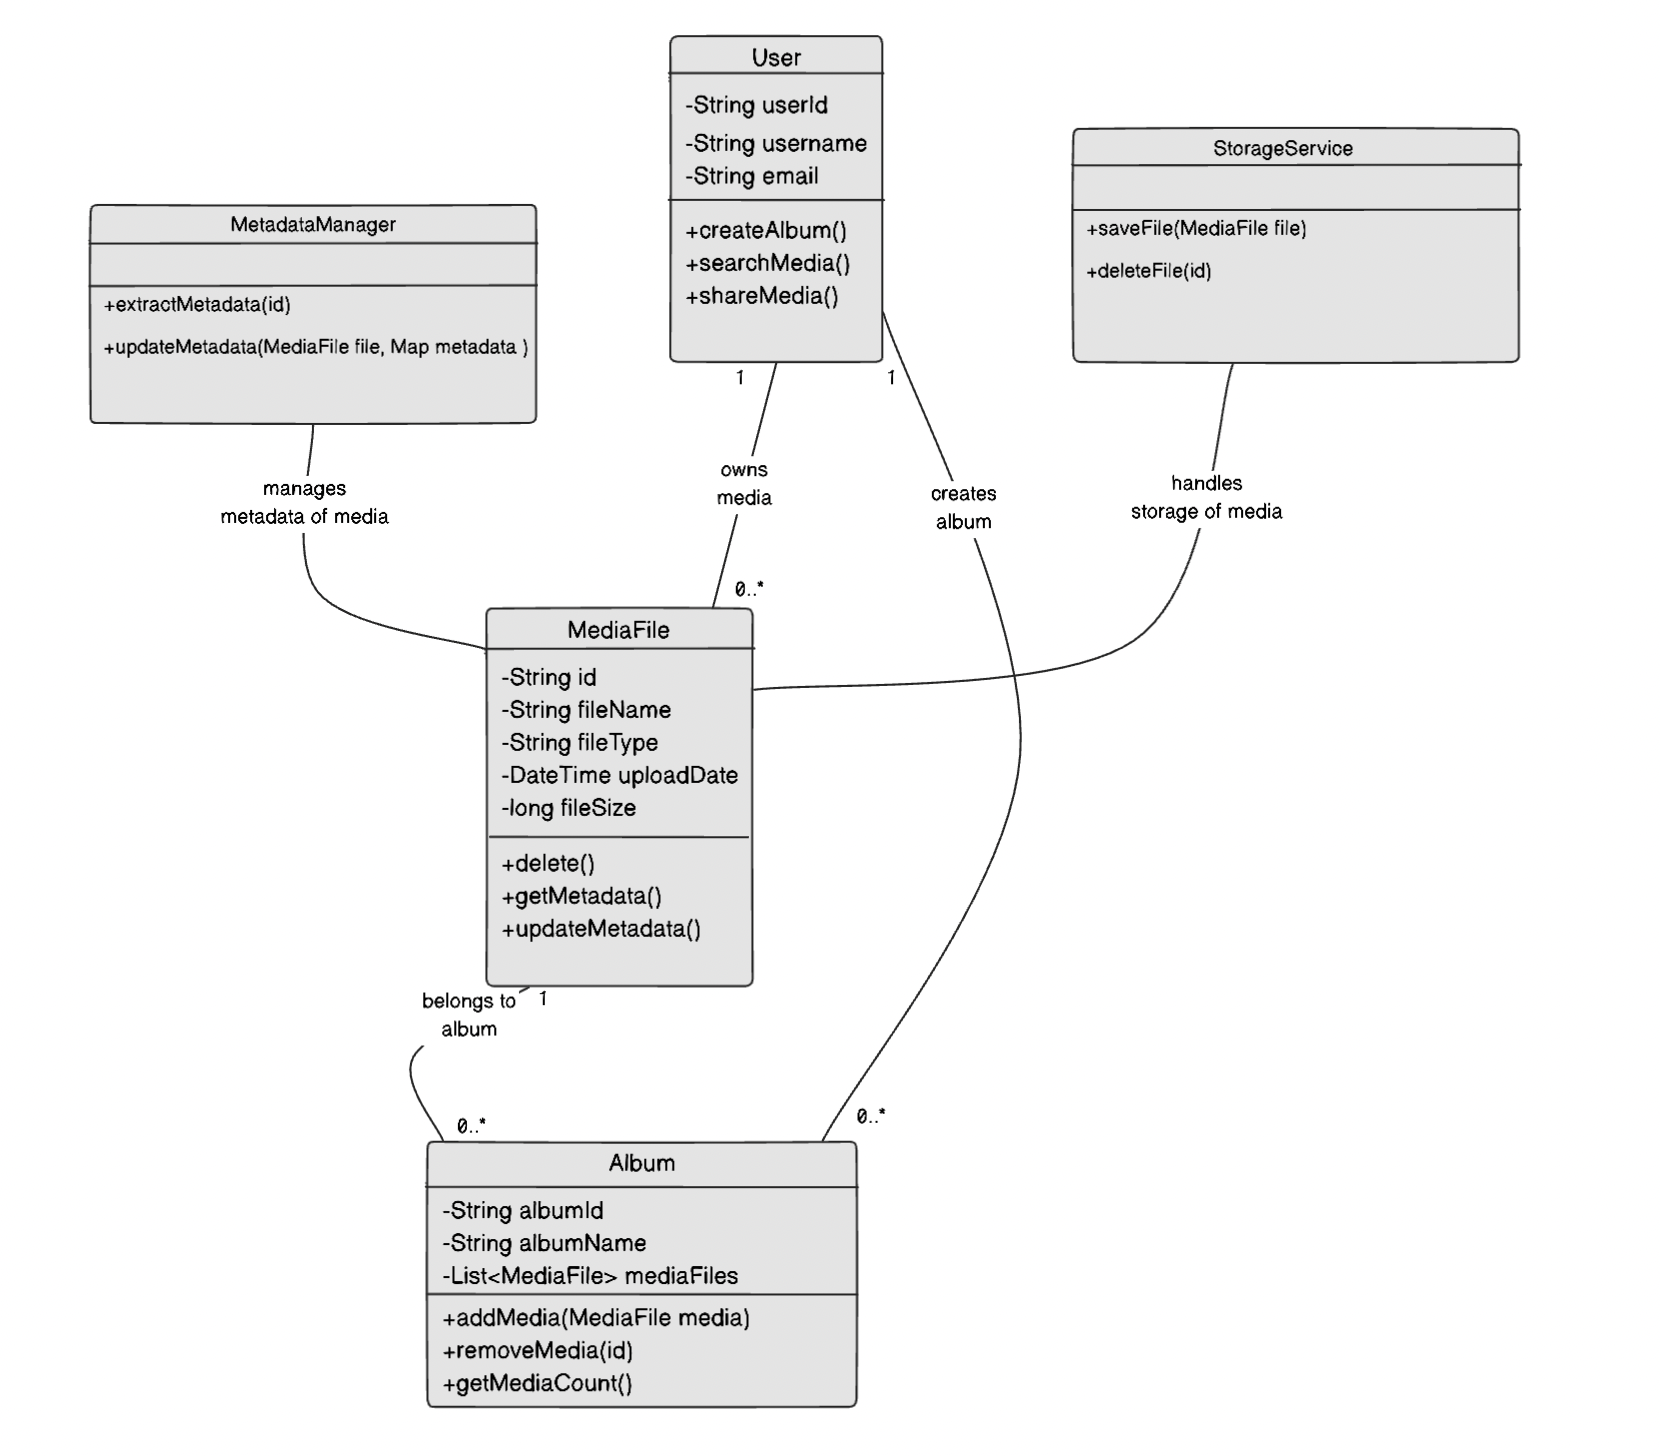 User
-String userId
-String username
-String email
+createAlbum()
+searchMedia()
+shareMedia()
StorageService
+saveFile(MediaFile file)
+deleteFile(id)
MetadataManager
+extractMetadata(id)
+updateMetadata(MediaFile file, Map metadata )
1
1
owns
media
creates
album
handles
storage of media
manages
metadata of media
0..*
MediaFile
-String id
-String fileName
-String fileType
-DateTime uploadDate
-long fileSize
+delete()
+getMetadata()
+updateMetadata()
belongs to
album
1
0..*
0..*
Album
-String albumId
-String albumName
-List<MediaFile> mediaFiles
+addMedia(MediaFile media)
+removeMedia(id)
+getMediaCount()